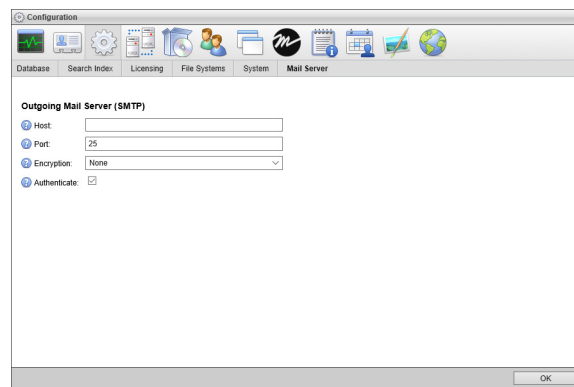 Configuration
Database Search Index Licensing File Systems System Mail Server
Outgoing Mail Server (SMTP)
Host:
Port: 25
Encryption: None
Authenticate:
OK